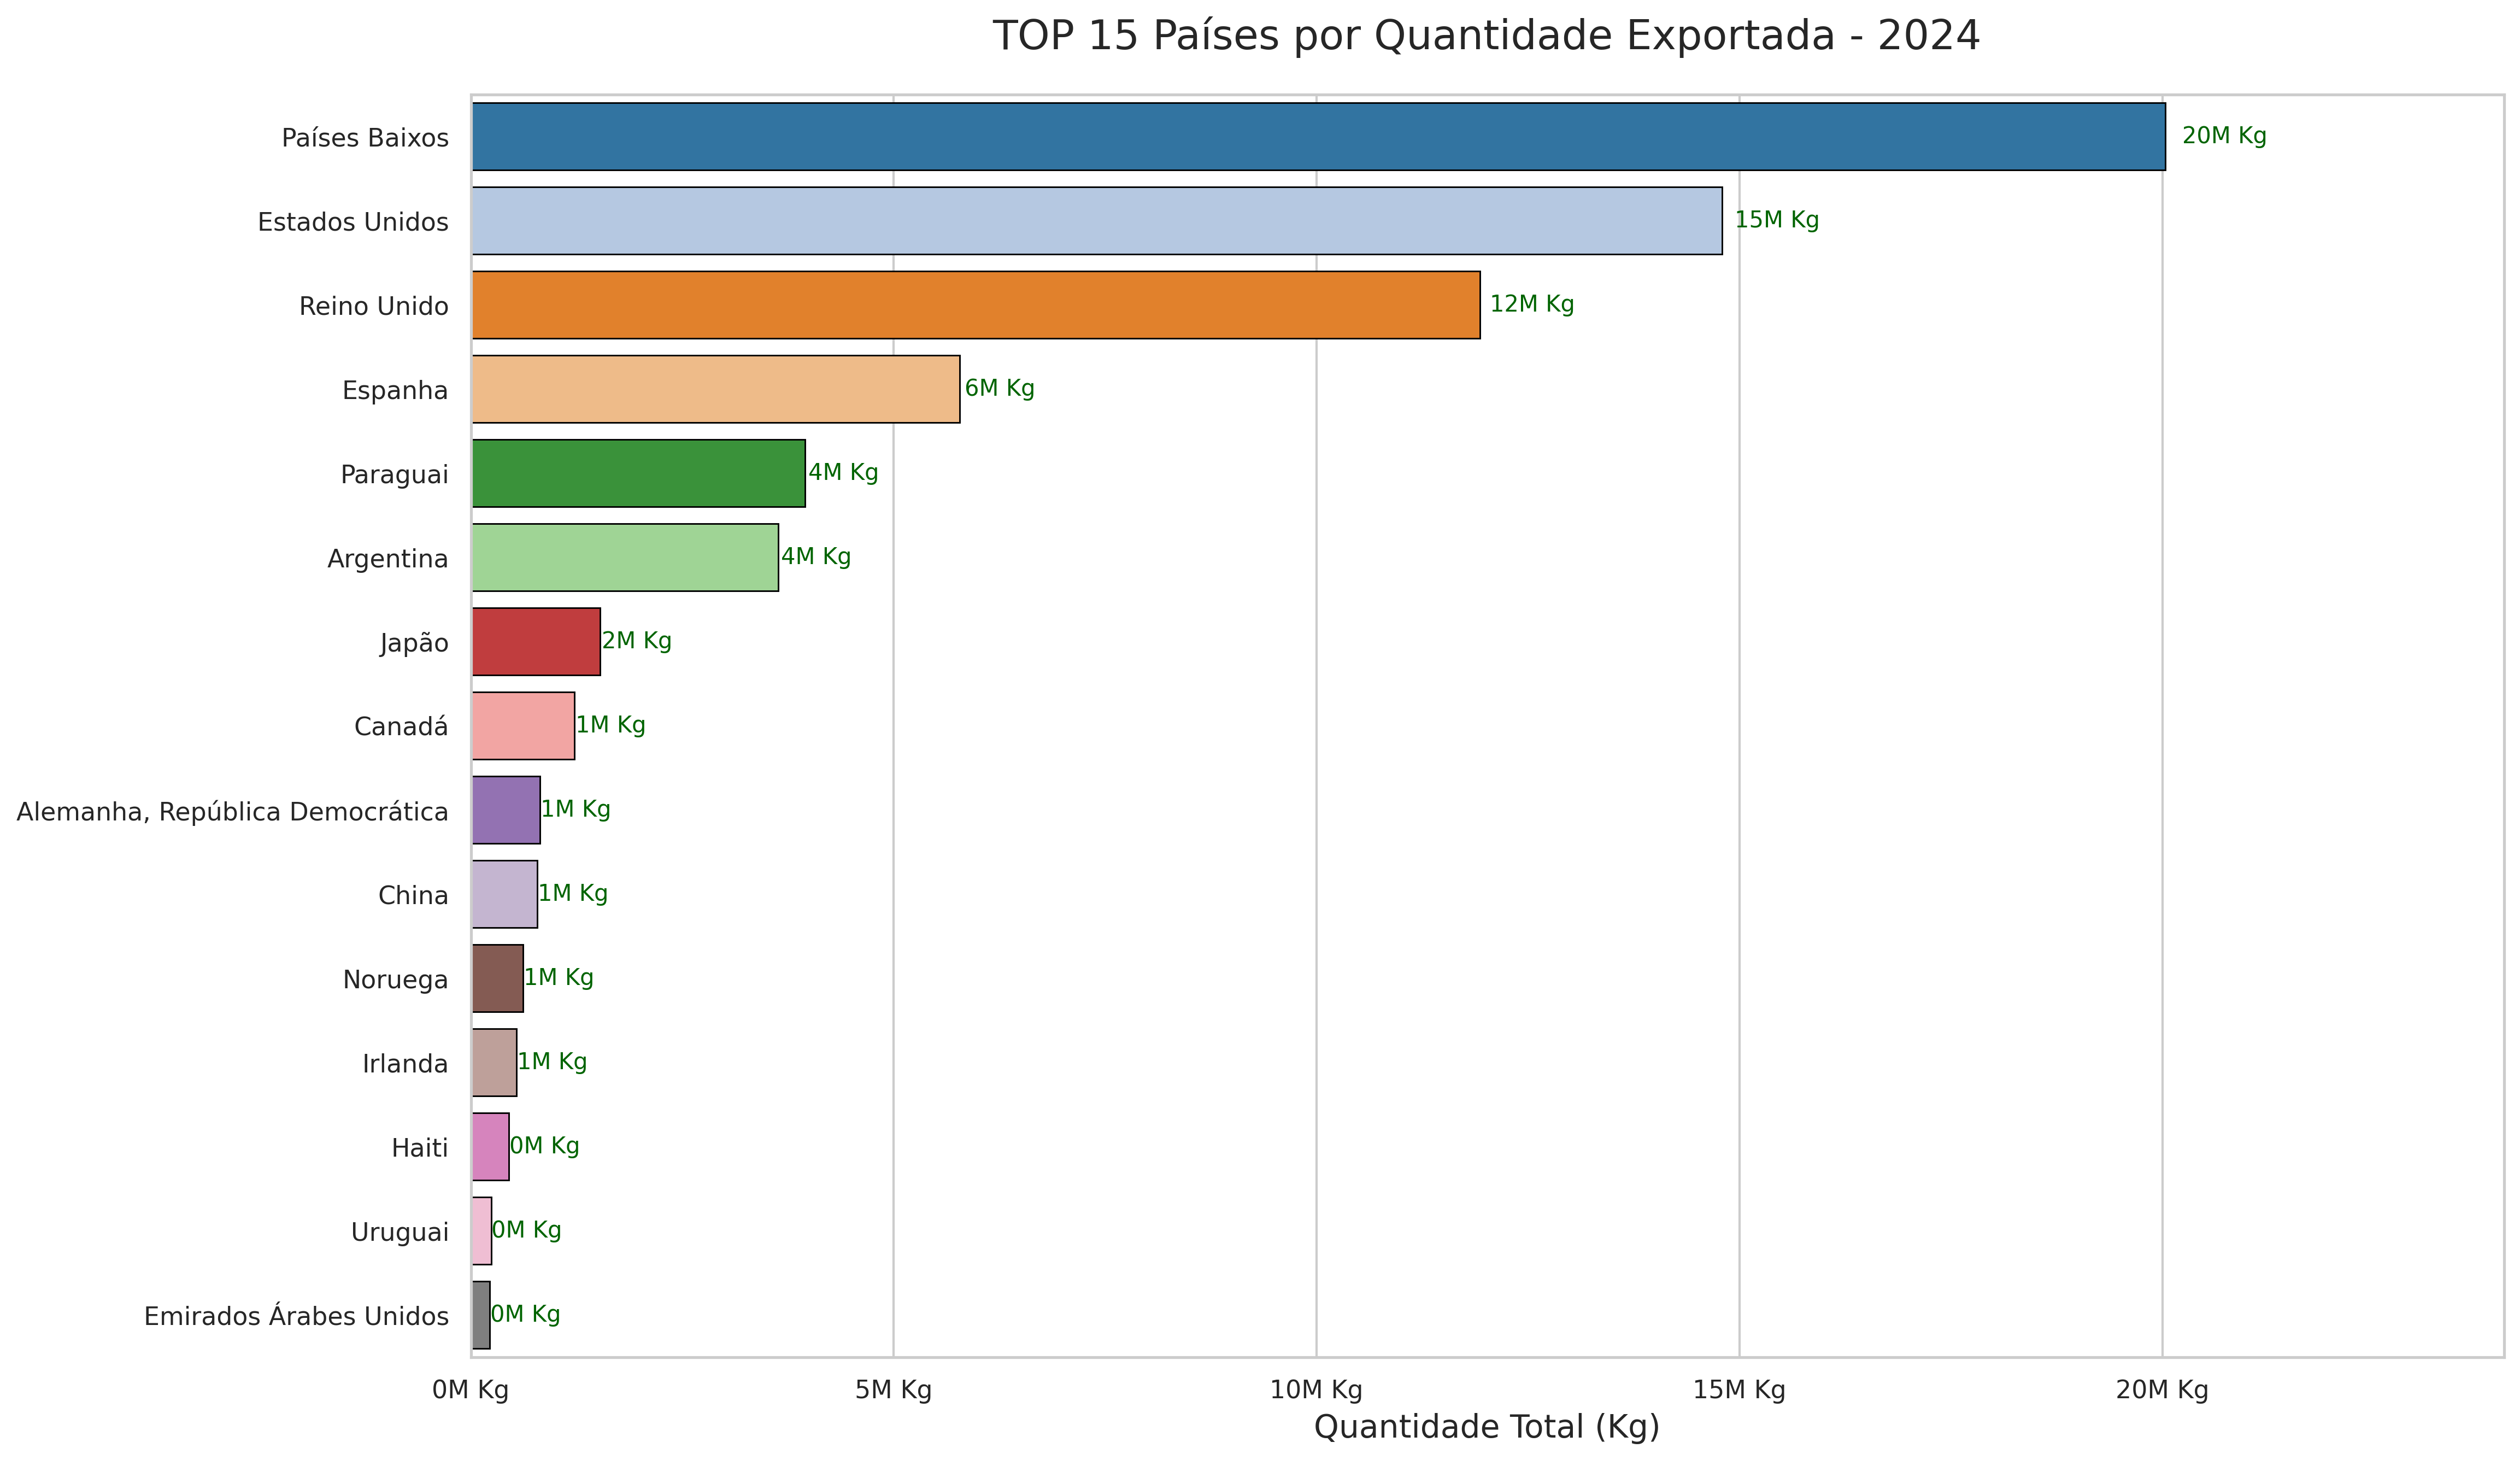 TOP 15 Países por Quantidade Exportada - 2024
Países Baixos 20M Kg
Estados Unidos 15M Kg
Reino Unido 12M Kg
Espanha 6M Kg
Paraguai 4M Kg
Argentina 4M Kg
Japão 2M Kg
Canadá 1M Kg
Alemanha, República Democrática 1M Kg
China 1M Kg
Noruega 1M Kg
Irlanda 1M Kg
Haiti 0M Kg
Uruguai 0M Kg
Emirados Árabes Unidos 0M Kg
0M Kg 5M Kg 10M Kg 15M Kg 20M Kg
Quantidade Total (Kg)